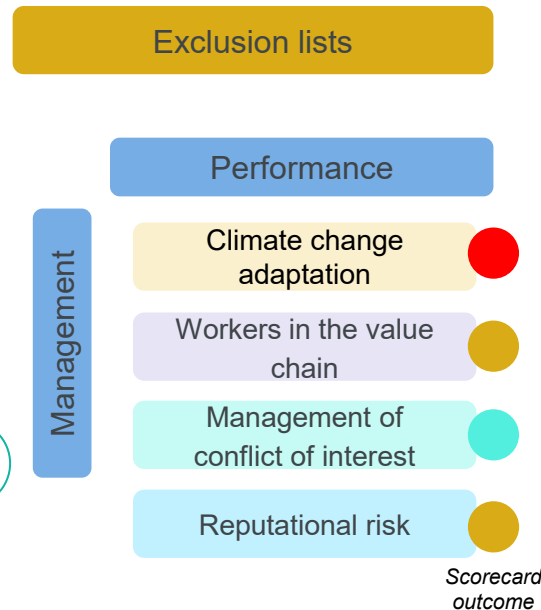 Exclusion lists
Performance
Management
Climate change
adaptation
Workers in the value
chain
Management of
conflict of interest
Reputational risk
Scorecard
outcome